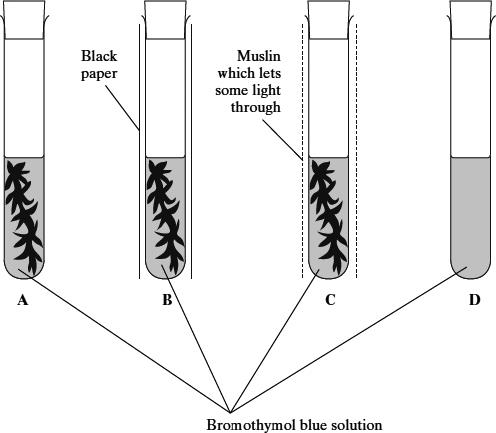 Black
paper
Muslin
which lets
some light
through
A
B
C
D
Bromothymol blue solution